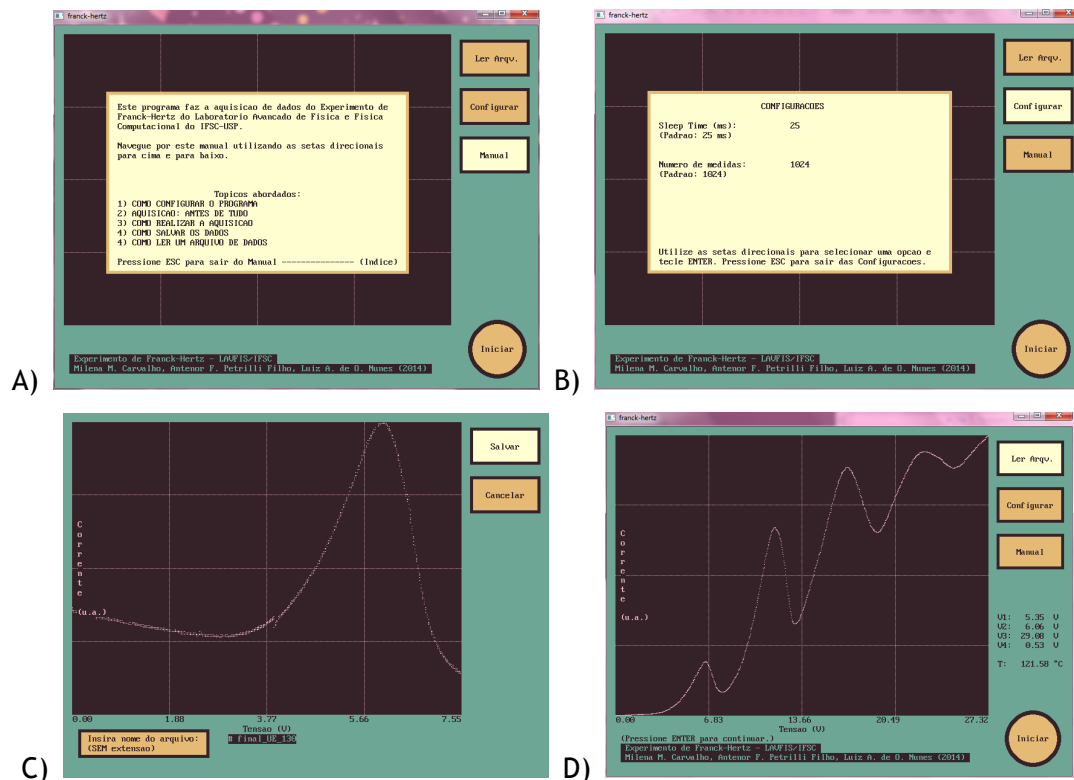 franck-hertz
Ler Arqv.
Configurar
Manual
Este programa faz a aquisicao de dados do Experimento de
Franck-Hertz do Laboratorio Avancado de Fisica e Fisica
Computacional do IFSC-USP.
Navegue por este manual utilizando as setas direcionais
para cima e para baixo.
Topicos abordados:
1) COMO CONFIGURAR O PROGRAMA
2) AQUISICAO: ANTES DE TUDO
3) COMO REALIZAR A AQUISICAO
4) COMO SALVAR OS DADOS
4) COMO LER UM ARQUIVO DE DADOS
Pressione ESC para sair do Manual --------------- (Indice)
Iniciar
Experimento de Franck-Hertz - LAVFIS/IFSC
Milena M. Carvalho, Antenor F. Petrilli Filho, Luiz A. de O. Nunes (2014)
A)
franck-hertz
Ler Arqv.
Configurar
Manual
CONFIGURACOES
Sleep Time (ms): 25
(Padrao: 25 ms)
Numero de medidas: 1024
(Padrao: 1024)
Utilize as setas direcionais para selecionar uma opcao e
tecle ENTER. Pressione ESC para sair das Configuracoes.
Iniciar
Experimento de Franck-Hertz - LAVFIS/IFSC
Milena M. Carvalho, Antenor F. Petrilli Filho, Luiz A. de O. Nunes (2014)
B)
Salvar
Cancelar
Corrente
(u.a.)
0.00 1.88 3.77 5.66 7.55
Tensao (V)
Insira nome do arquivo:
(SEM extensao)
# final_UE_130
C)
franck-hertz
Ler Arqv.
Configurar
Manual
Corrente
(u.a.)
V1: 5.35 V
V2: 6.06 V
V3: 29.08 V
V4: 0.53 V
T: 121.58 °C
0.00 6.83 13.66 20.49 27.32
Tensao (V)
(Pressione ENTER para continuar.)
Experimento de Franck-Hertz - LAVFIS/IFSC
Milena M. Carvalho, Antenor F. Petrilli Filho, Luiz A. de O. Nunes (2014)
Iniciar
D)